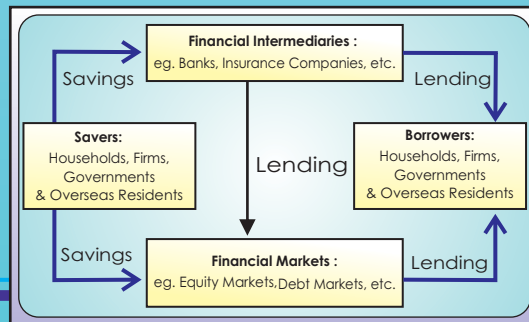 Financial Intermediaries :
eg. Banks, Insurance Companies, etc.
Savings
Lending
Savers:
Households, Firms,
Governments
& Overseas Residents
Lending
Borrowers:
Households, Firms,
Governments
& Overseas Residents
Savings
Financial Markets :
eg. Equity Markets, Debt Markets, etc.
Lending